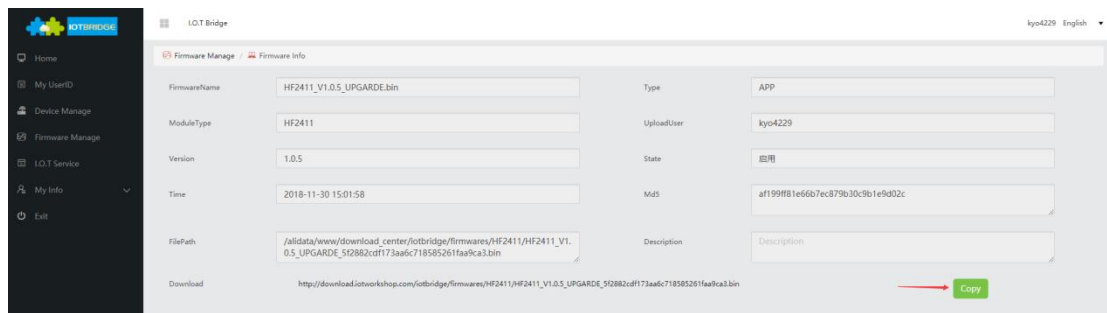 IOTBRIDGE
I.O.T Bridge
kyo4229 English
Home
My UserID
Device Manage
Firmware Manage
I.O.T Service
My Info
Exit
Firmware Manage / Firmware Info
FirmwareName HF2411_V1.0.5_UPGARDE.bin Type APP
ModuleType HF2411 UploadUser kyo4229
Version 1.0.5 State 启用
Time 2018-11-30 15:01:58 Md5 af199ff81e66b7ec879b30c9b1e9d02c
FilePath /alidata/www/download_center/iotbridge/firmwares/HF2411/HF2411_V1.
0.5_UPGARDE_5f2882cdf173aa6c718585261faa9ca3.bin
Description Description
Download http://download.iotworkshop.com/iotbridge/firmwares/HF2411/HF2411_V1.0.5_UPGARDE_5f2882cdf173aa6c718585261faa9ca3.bin Copy